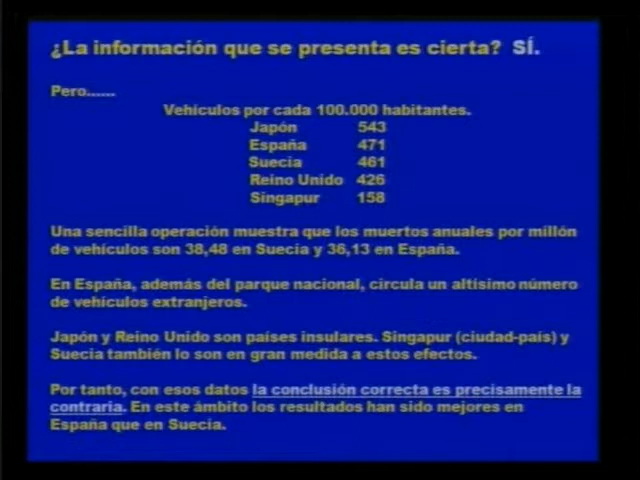 ¿La información que se presenta es cierta? SÍ.
Pero......
Vehículos por cada 100.000 habitantes.
Japón 543
España 471
Suecia 461
Reino Unido 426
Singapur 158
Una sencilla operación muestra que los muertos anuales por millón
de vehículos son 38,48 en Suecia y 36,13 en España.
En España, además del parque nacional, circula un altísimo número
de vehículos extranjeros.
Japón y Reino Unido son países insulares. Singapur (ciudad-país) y
Suecia también lo son en gran medida a estos efectos.
Por tanto, con esos datos la conclusión correcta es precisamente la
contraria. En este ámbito los resultados han sido mejores en
España que en Suecia.